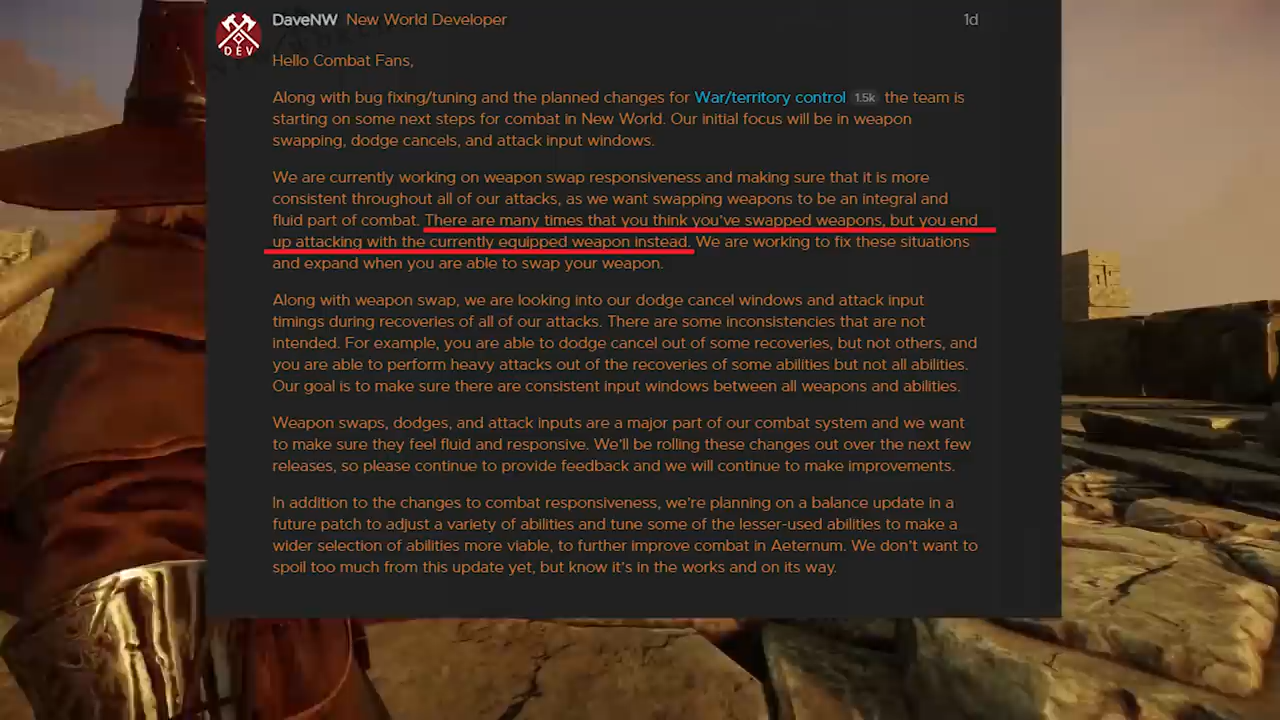 DaveNW New World Developer 1d
DEV
Hello Combat Fans,
Along with bug fixing/tuning and the planned changes for War/territory control 1.5k the team is
starting on some next steps for combat in New World. Our initial focus will be in weapon
swapping, dodge cancels, and attack input windows.
We are currently working on weapon swap responsiveness and making sure that it is more
consistent throughout all of our attacks, as we want swapping weapons to be an integral and
fluid part of combat. There are many times that you think you've swapped weapons, but you end
up attacking with the currently equipped weapon instead. We are working to fix these situations
and expand when you are able to swap your weapon.
Along with weapon swap, we are looking into our dodge cancel windows and attack input
timings during recoveries of all of our attacks. There are some inconsistencies that are not
intended. For example, you are able to dodge cancel out of some recoveries, but not others, and
you are able to perform heavy attacks out of the recoveries of some abilities but not all abilities.
Our goal is to make sure there are consistent input windows between all weapons and abilities.
Weapon swaps, dodges, and attack inputs are a major part of our combat system and we want
to make sure they feel fluid and responsive. We'll be rolling these changes out over the next few
releases, so please continue to provide feedback and we will continue to make improvements.
In addition to the changes to combat responsiveness, we're planning on a balance update in a
future patch to adjust a variety of abilities and tune some of the lesser-used abilities to make a
wider selection of abilities more viable, to further improve combat in Aeternum. We don't want to
spoil too much from this update yet, but know it's in the works and on its way.